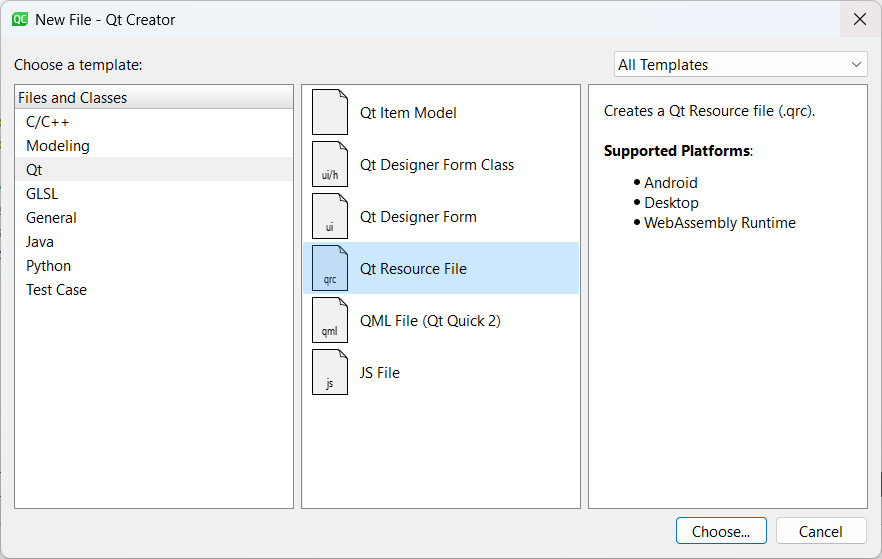 QC New File - Qt Creator
Choose a template:
All Templates
Files and Classes
C/C++
Modeling
Qt
GLSL
General
Java
Python
Test Case
Qt Item Model
ui/h Qt Designer Form Class
ui Qt Designer Form
qrc Qt Resource File
qml QML File (Qt Quick 2)
js JS File
Creates a Qt Resource file (.qrc).
Supported Platforms:
• Android
• Desktop
• WebAssembly Runtime
Choose...
Cancel